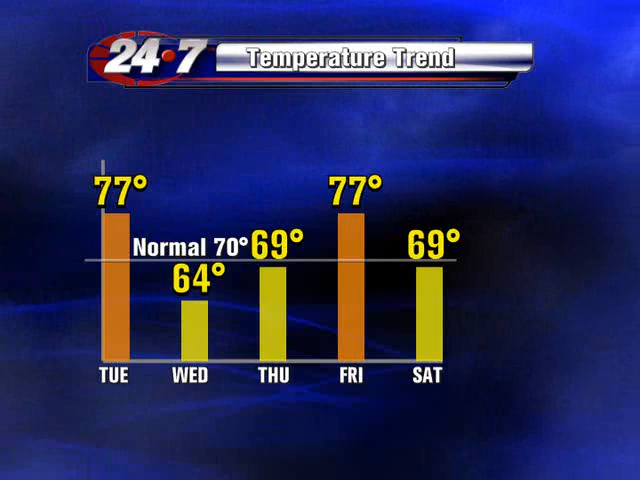 24·7 Temperature Trend
77° 77°
Normal 70° 69° 69°
64°
TUE WED THU FRI SAT